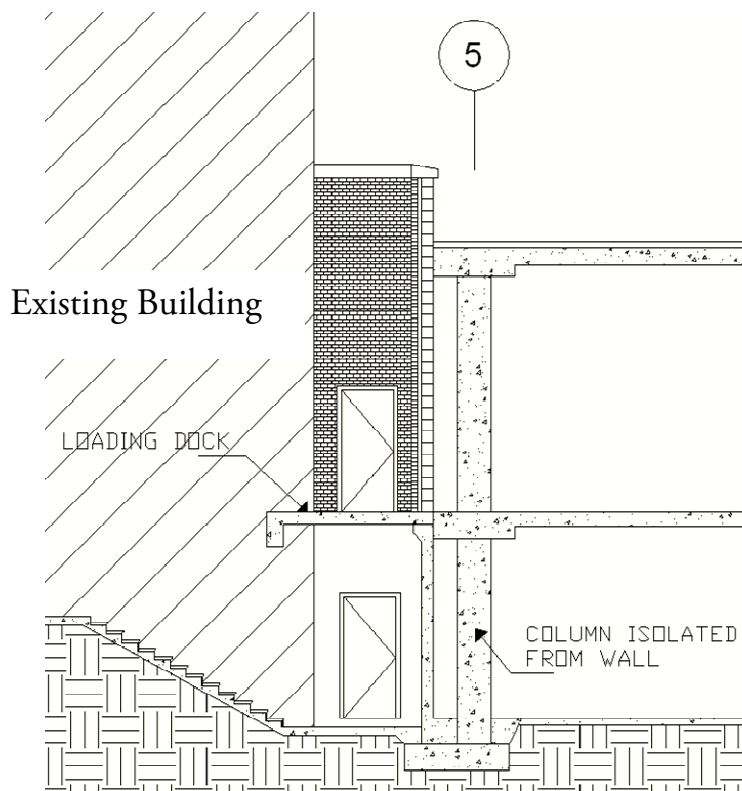 5
Existing Building
LOADING DOCK
COLUMN ISOLATED
FROM WALL